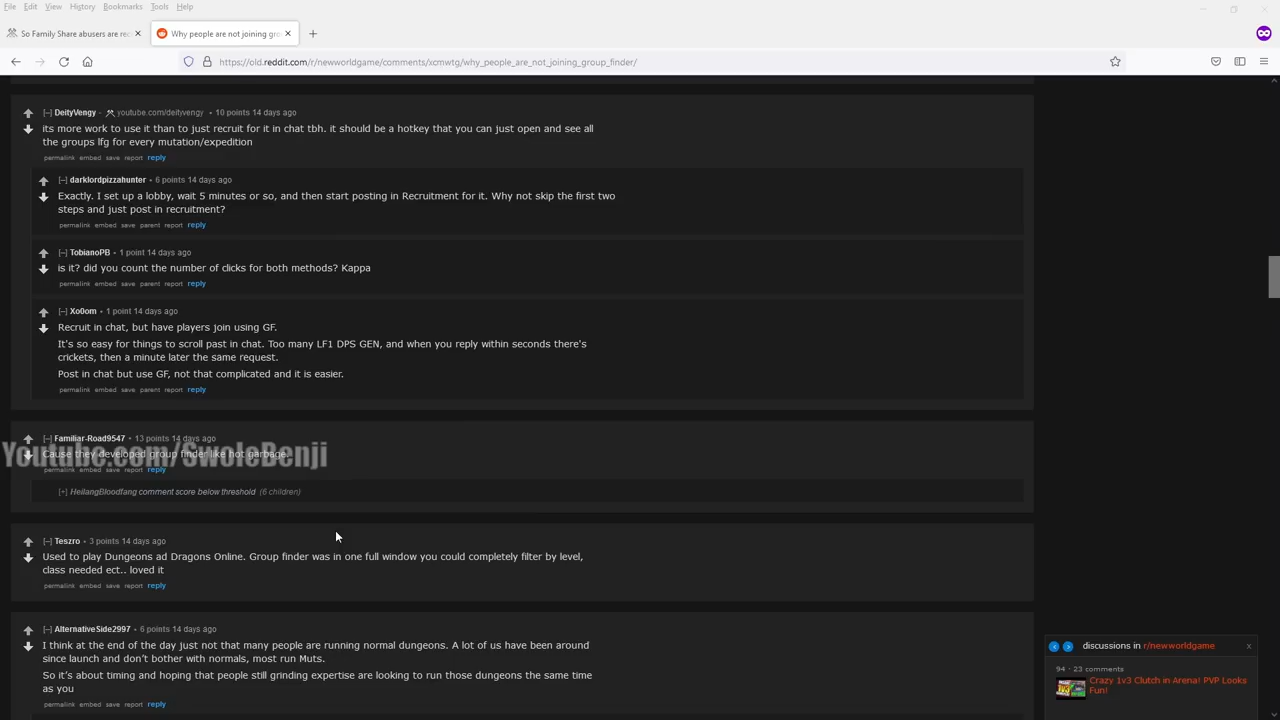 File Edit View History Bookmarks Tools Help
So Family Share abusers are rec
Why people are not joining gro
https://old.reddit.com/r/newworldgame/comments/xcmwtg/why_people_are_not_joining_group_finder/
[–] DeityVengy - youtube.com/deityvengy • 10 points 14 days ago
its more work to use it than to just recruit for it in chat tbh. it should be a hotkey that you can just open and see all
the groups lfg for every mutation/expedition
permalink embed save report reply
[–] darklordpizzahunter • 6 points 14 days ago
Exactly. I set up a lobby, wait 5 minutes or so, and then start posting in Recruitment for it. Why not skip the first two
steps and just post in recruitment?
permalink embed save parent report reply
[–] TobianoPB • 1 point 14 days ago
is it? did you count the number of clicks for both methods? Kappa
permalink embed save parent report reply
[–] Xo0om • 1 point 14 days ago
Recruit in chat, but have players join using GF.
It's so easy for things to scroll past in chat. Too many LF1 DPS GEN, and when you reply within seconds there's
crickets, then a minute later the same request.
Post in chat but use GF, not that complicated and it is easier.
permalink embed save parent report reply
[–] Familiar-Road9547 • 13 points 14 days ago
Cause they developed group finder like hot garbage.
Youtube.com/SwoleBenji
permalink embed save report reply
[+] HeilangBloodfang comment score below threshold (6 children)
[–] Teszro • 3 points 14 days ago
Used to play Dungeons ad Dragons Online. Group finder was in one full window you could completely filter by level,
class needed ect.. loved it
permalink embed save report reply
[–] AlternativeSide2997 • 6 points 14 days ago
I think at the end of the day just not that many people are running normal dungeons. A lot of us have been around
since launch and don't bother with normals, most run Muts.
So it's about timing and hoping that people still grinding expertise are looking to run those dungeons the same time
as you
permalink embed save report reply
discussions in r/newworldgame x
94 · 23 comments
Crazy 1v3 Clutch in Arena! PVP Looks
Fun!